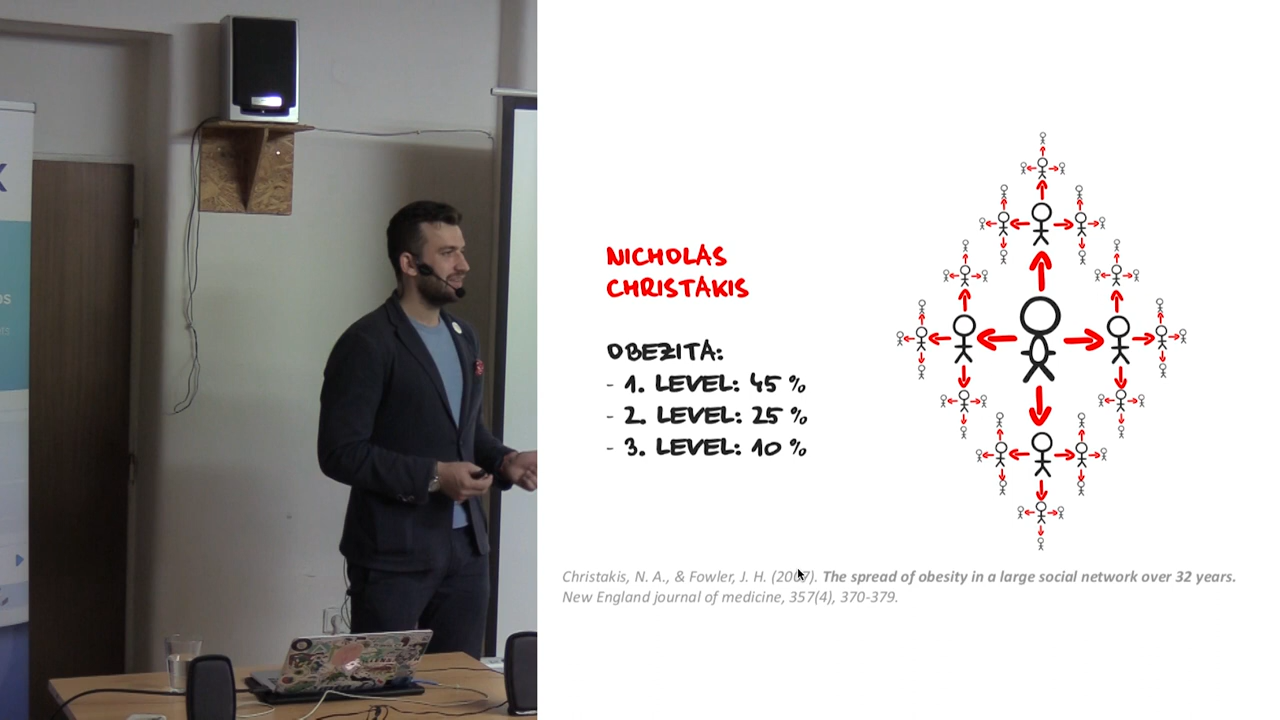 NICHOLAS
CHRISTAKIS
OBEZITA:
- 1. LEVEL: 45 %
- 2. LEVEL: 25 %
- 3. LEVEL: 10 %
Christakis, N. A., & Fowler, J. H. (2007). The spread of obesity in a large social network over 32 years.
New England journal of medicine, 357(4), 370-379.